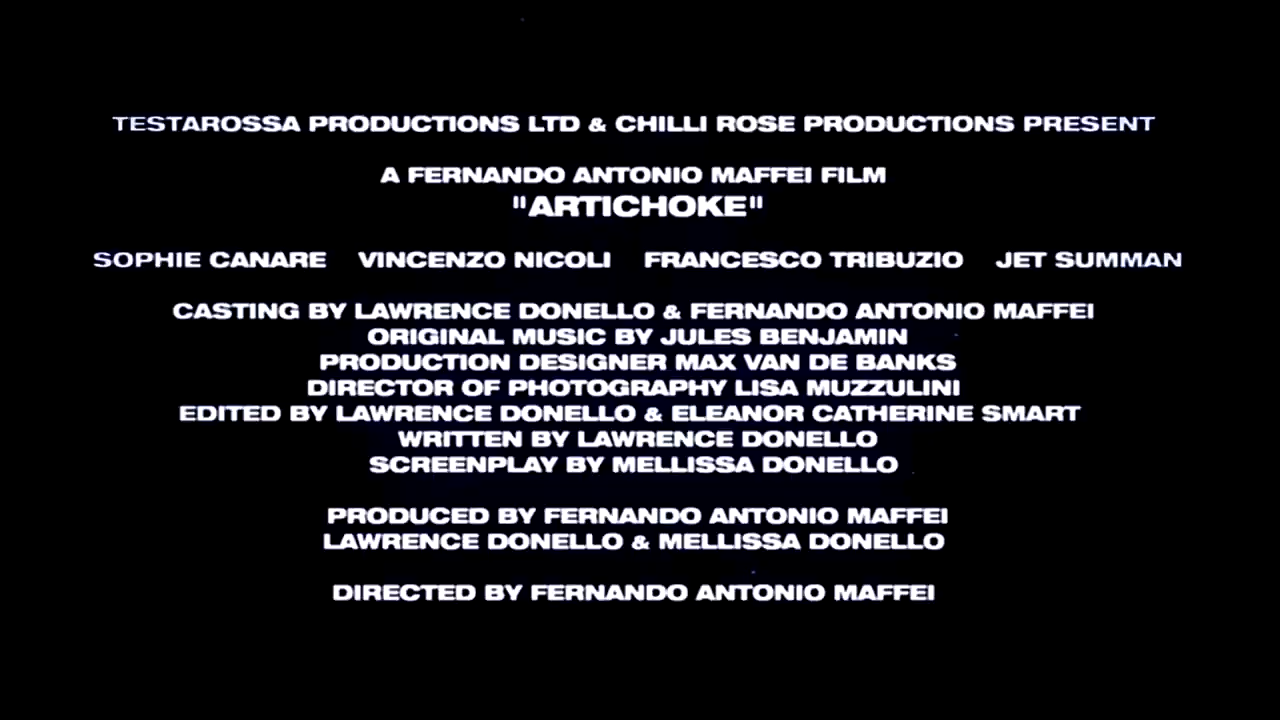 TESTAROSSA PRODUCTIONS LTD & CHILLI ROSE PRODUCTIONS PRESENT
A FERNANDO ANTONIO MAFFEI FILM
"ARTICHOKE"
SOPHIE CANARE VINCENZO NICOLI FRANCESCO TRIBUZIO JET SUMMAN
CASTING BY LAWRENCE DONELLO & FERNANDO ANTONIO MAFFEI
ORIGINAL MUSIC BY JULES BENJAMIN
PRODUCTION DESIGNER MAX VAN DE BANKS
DIRECTOR OF PHOTOGRAPHY LISA MUZZULINI
EDITED BY LAWRENCE DONELLO & ELEANOR CATHERINE SMART
WRITTEN BY LAWRENCE DONELLO
SCREENPLAY BY MELLISSA DONELLO
PRODUCED BY FERNANDO ANTONIO MAFFEI
LAWRENCE DONELLO & MELLISSA DONELLO
DIRECTED BY FERNANDO ANTONIO MAFFEI